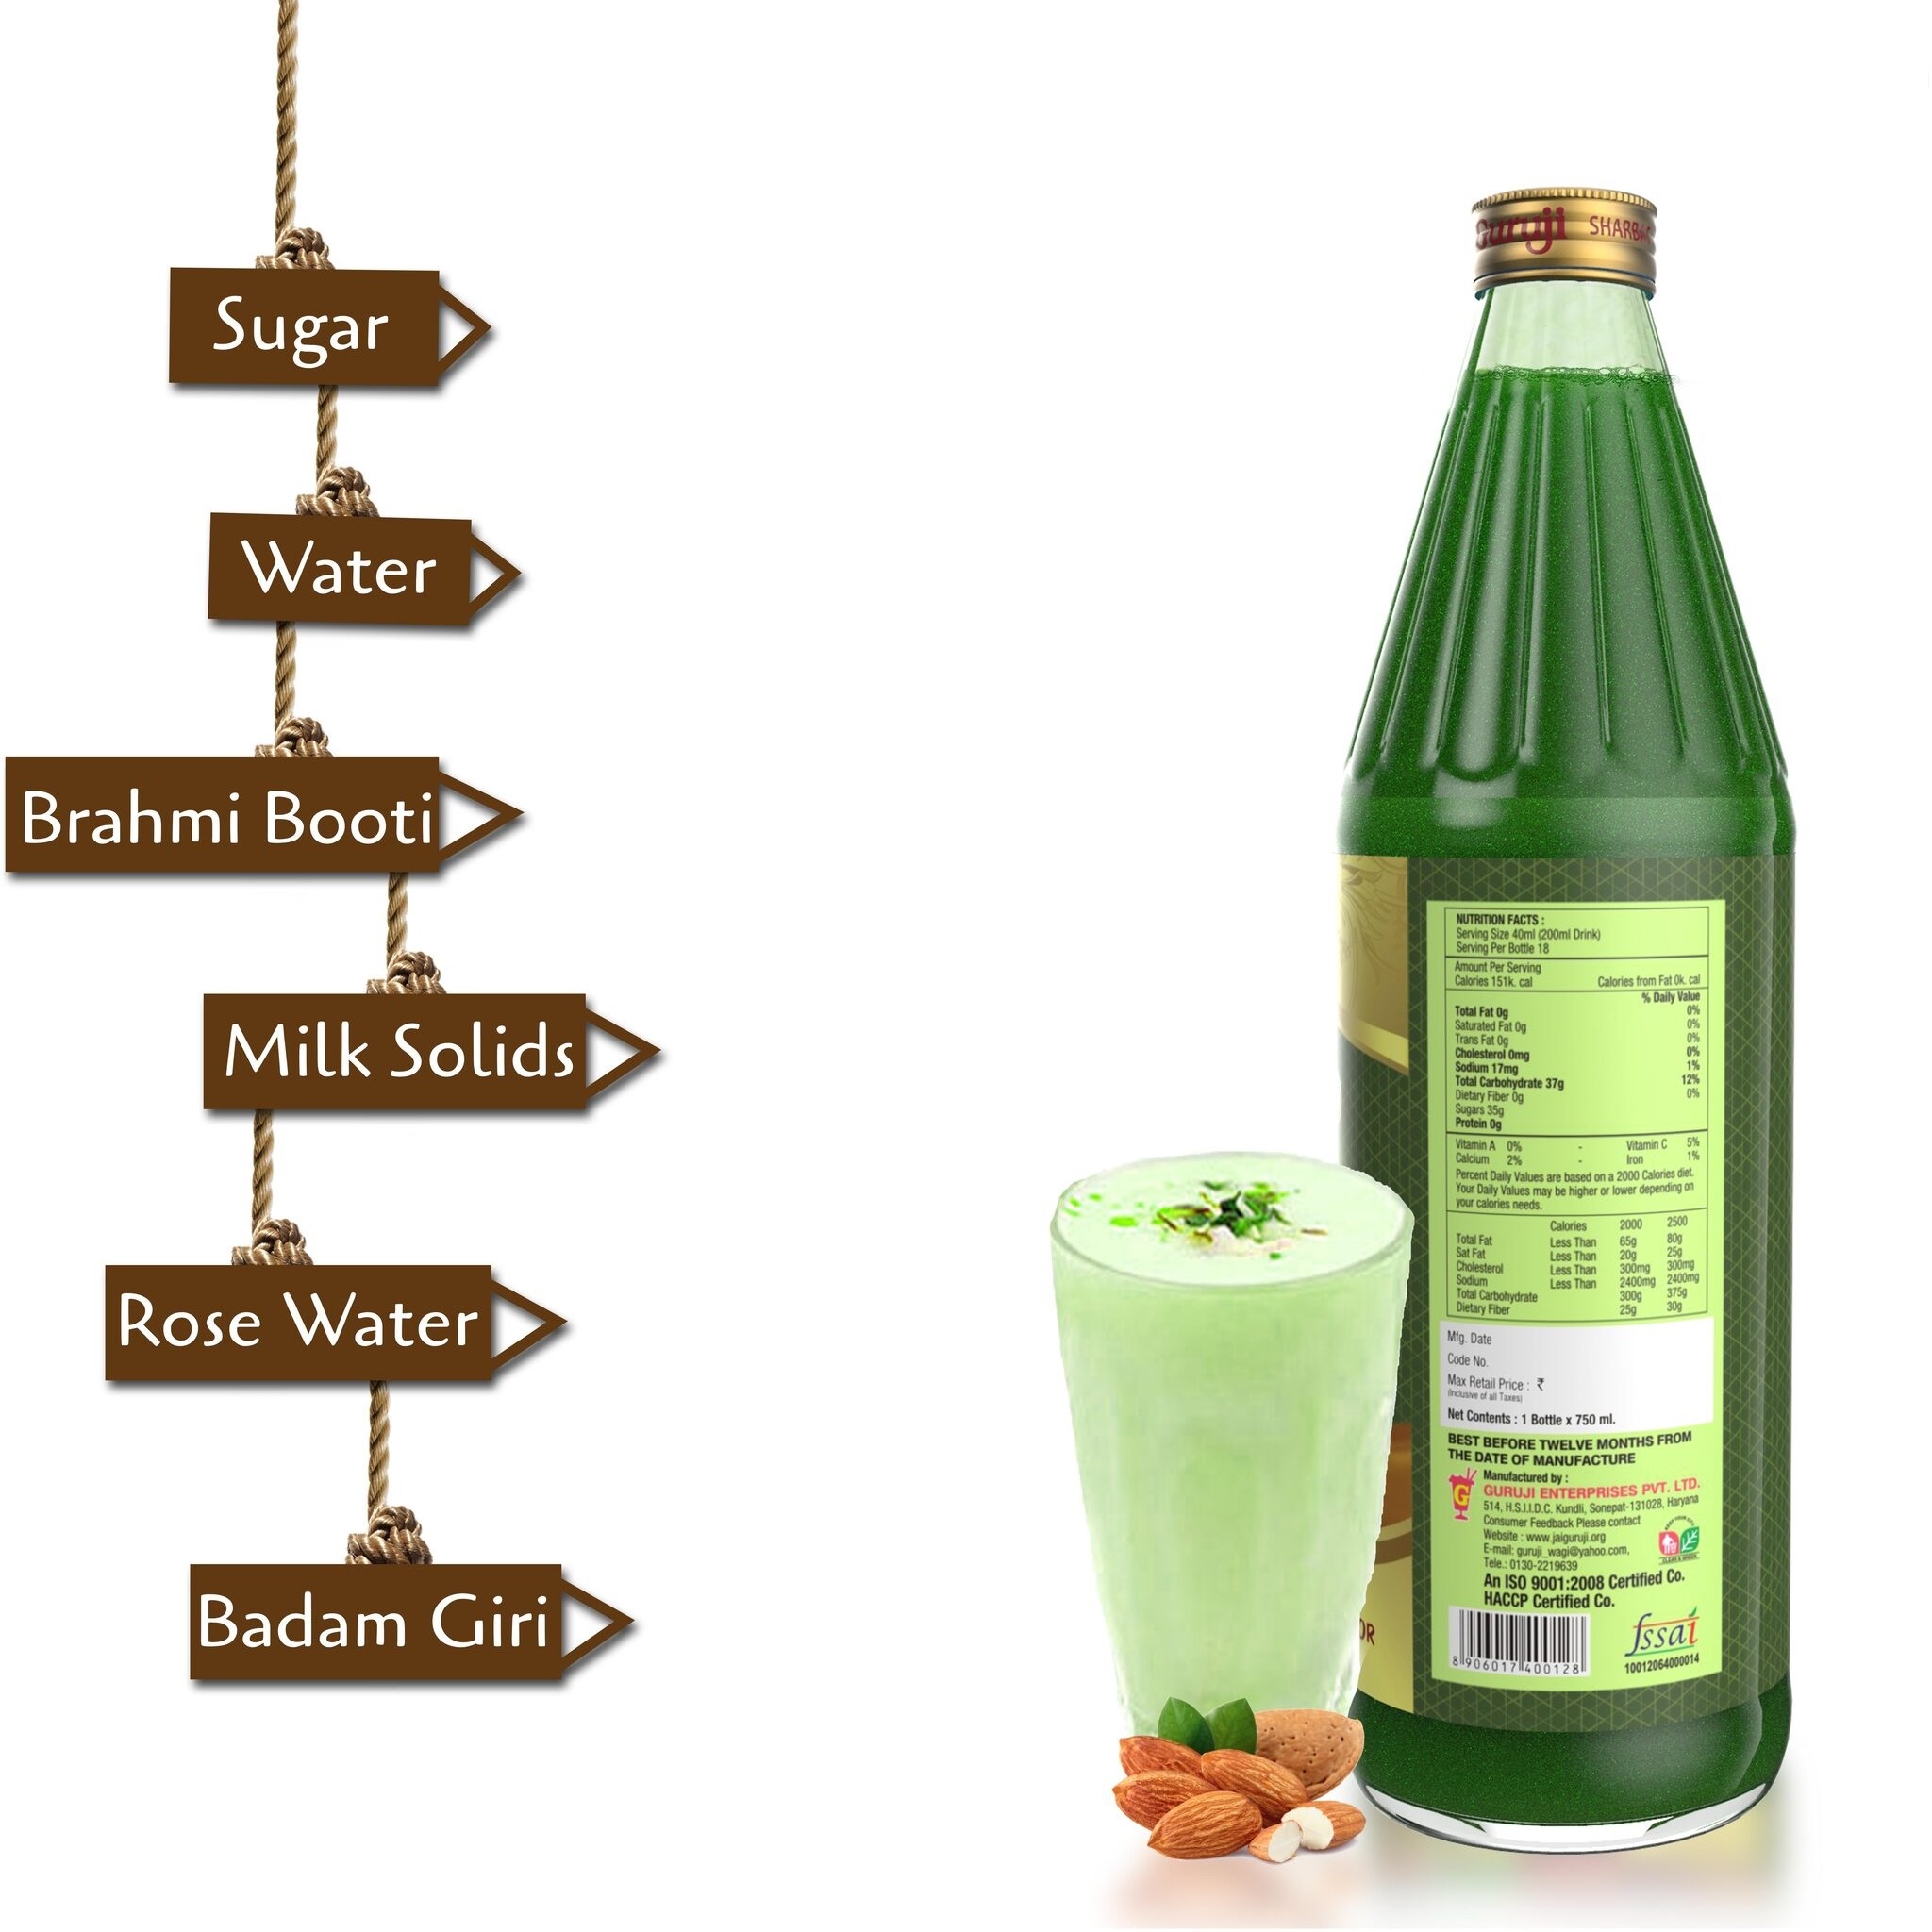 Sugar
Water
Brahmi Booti
Milk Solids
Rose Water
Badam Giri
Guruji SHARBAT
NUTRITION FACTS :
Serving Size 40ml (200ml Drink)
Serving Per Bottle 18
Amount Per Serving
Calories 151k. cal Calories from Fat 0k. cal
% Daily Value
Total Fat 0g 0%
Saturated Fat 0g 0%
Trans Fat 0g 0%
Cholesterol 0mg 0%
Sodium 17mg 1%
Total Carbohydrate 37g 12%
Dietary Fiber 0g 0%
Sugars 35g
Protein 0g
Vitamin A 0% - Vitamin C 5%
Calcium 2% - Iron 1%
Percent Daily Values are based on a 2000 Calories diet.
Your Daily Values may be higher or lower depending on
your calories needs.
Calories 2000 2500
Total Fat Less Than 65g 80g
Sat Fat Less Than 20g 25g
Cholesterol Less Than 300mg 300mg
Sodium Less Than 2400mg 2400mg
Total Carbohydrate 300g 375g
Dietary Fiber 25g 30g
Mfg. Date
Code No.
Max Retail Price : ₹
(Inclusive of all Taxes)
Net Contents : 1 Bottle x 750 ml.
BEST BEFORE TWELVE MONTHS FROM
THE DATE OF MANUFACTURE
Manufactured by :
G GURUJI ENTERPRISES PVT. LTD.
514, H.S.I.I.D.C. Kundli, Sonepat-131028, Haryana
Consumer Feedback Please contact
Website : www.jaiguruji.org
E-mail: guruji_wagi@yahoo.com,
Tele.: 0130-2219639
An ISO 9001:2008 Certified Co.
HACCP Certified Co.
8 906017 400128
fssai
10012064000014
OR